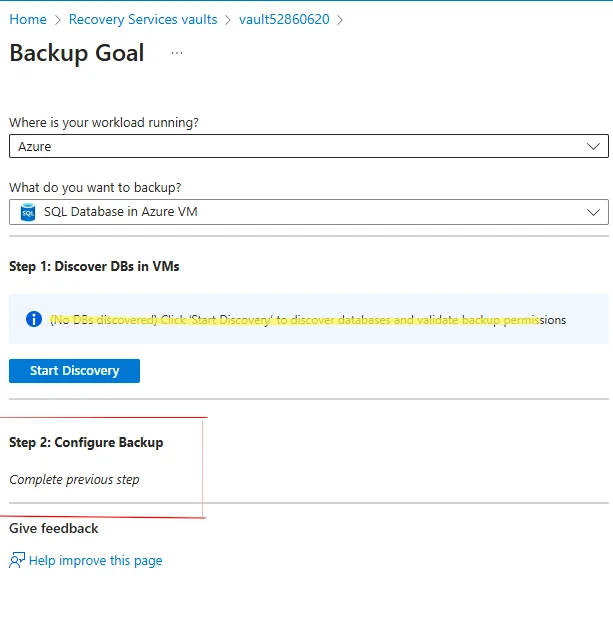 Home > Recovery Services vaults > vault52860620 >
Backup Goal ...
Where is your workload running?
Azure
What do you want to backup?
SQL SQL Database in Azure VM
Step 1: Discover DBs in VMs
(No DBs discovered) Click 'Start Discovery' to discover databases and validate backup permissions
Start Discovery
Step 2: Configure Backup
Complete previous step
Give feedback
Help improve this page